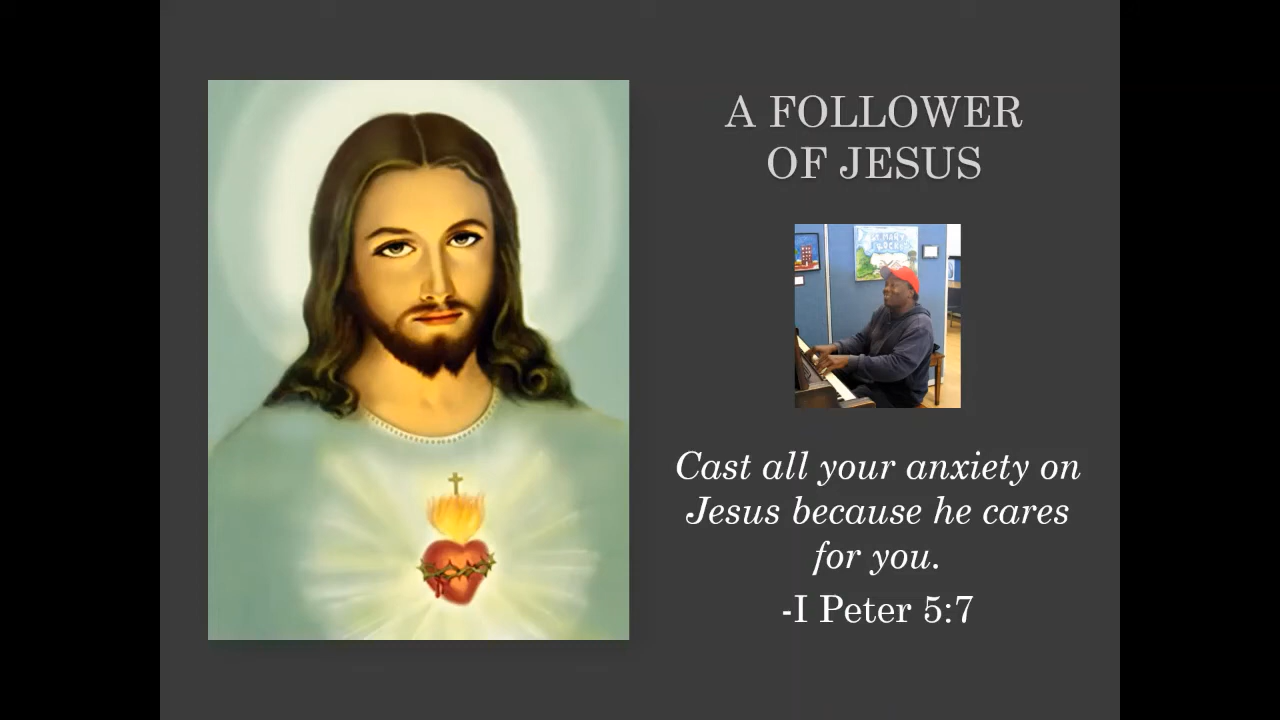 A FOLLOWER
OF JESUS
Cast all your anxiety on
Jesus because he cares
for you.
-I Peter 5:7